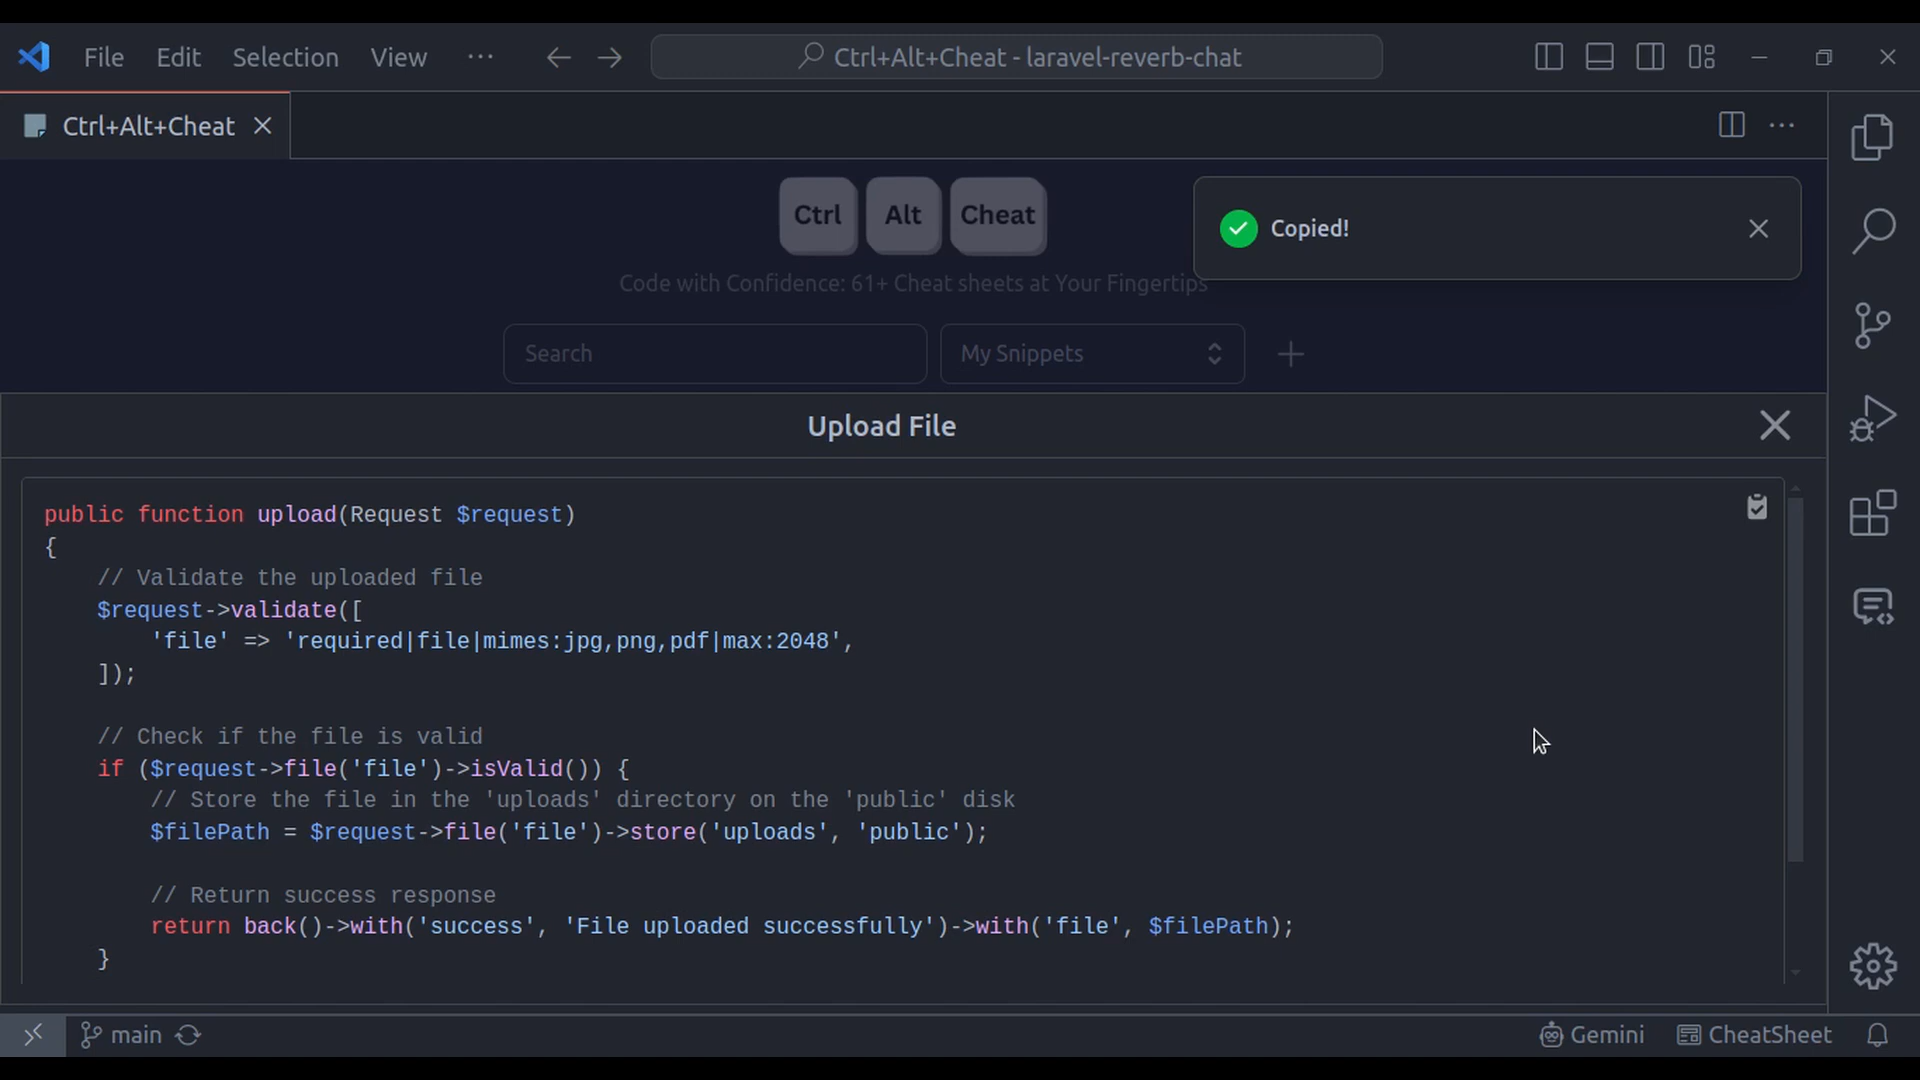 File Edit Selection View ··· Ctrl+Alt+Cheat - laravel-reverb-chat
Ctrl+Alt+Cheat
Ctrl Alt Cheat
Copied!
Code with Confidence: 61+ Cheat sheets at Your Fingertips
Search My Snippets
Upload File
public function upload(Request $request)
{
    // Validate the uploaded file
    $request->validate([
        'file' => 'required|file|mimes:jpg,png,pdf|max:2048',
    ]);
    // Check if the file is valid
    if ($request->file('file')->isValid()) {
        // Store the file in the 'uploads' directory on the 'public' disk
        $filePath = $request->file('file')->store('uploads', 'public');
        // Return success response
        return back()->with('success', 'File uploaded successfully')->with('file', $filePath);
    }
main Gemini CheatSheet